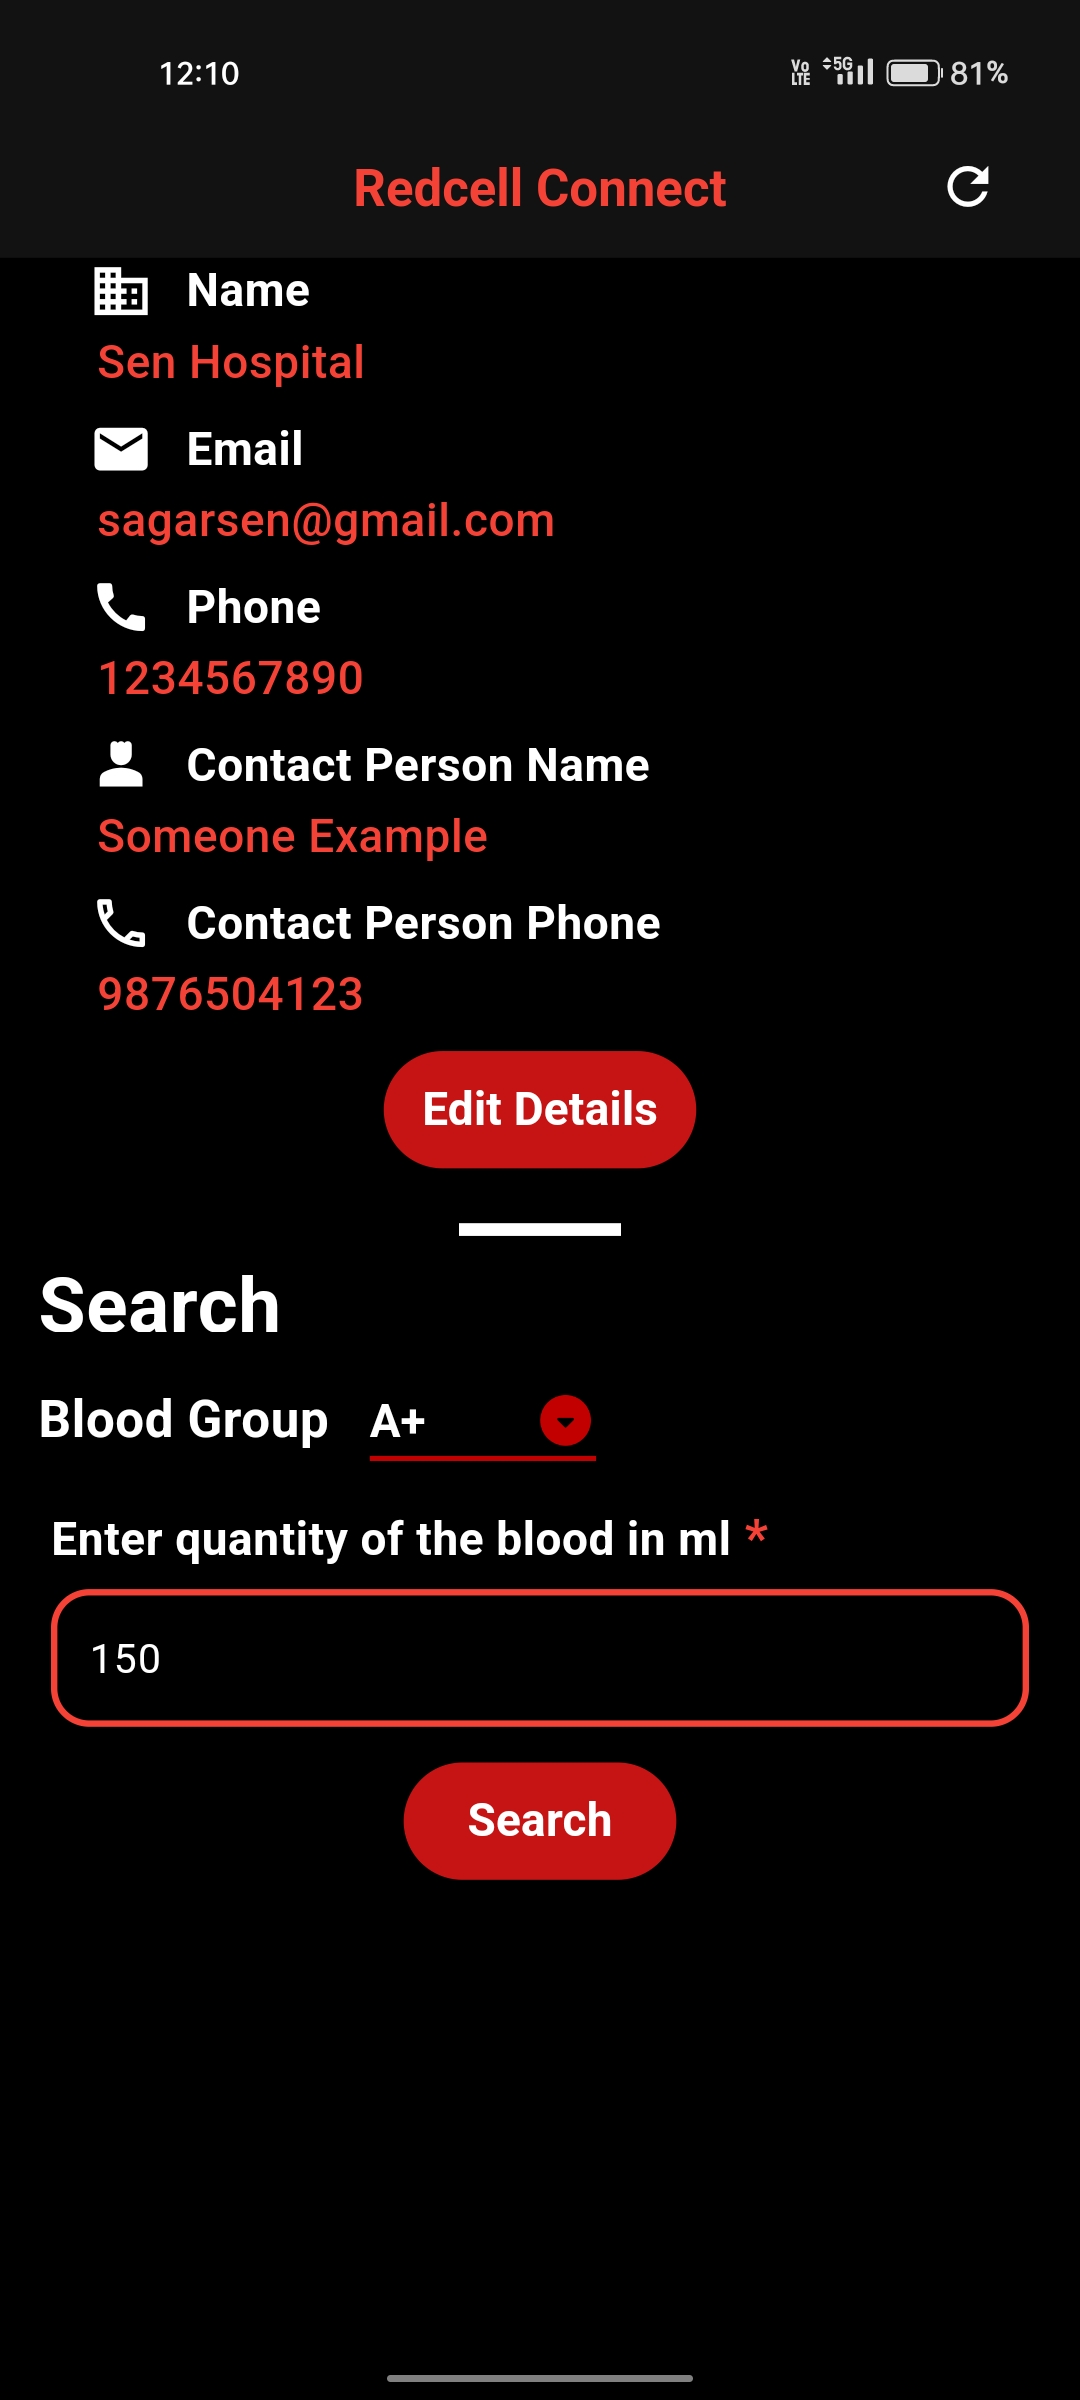 12:10 Vo LTE 5G 81%
Redcell Connect
Name
Sen Hospital
Email
sagarsen@gmail.com
Phone
1234567890
Contact Person Name
Someone Example
Contact Person Phone
9876504123
Edit Details
Search
Blood Group A+
Enter quantity of the blood in ml *
150
Search